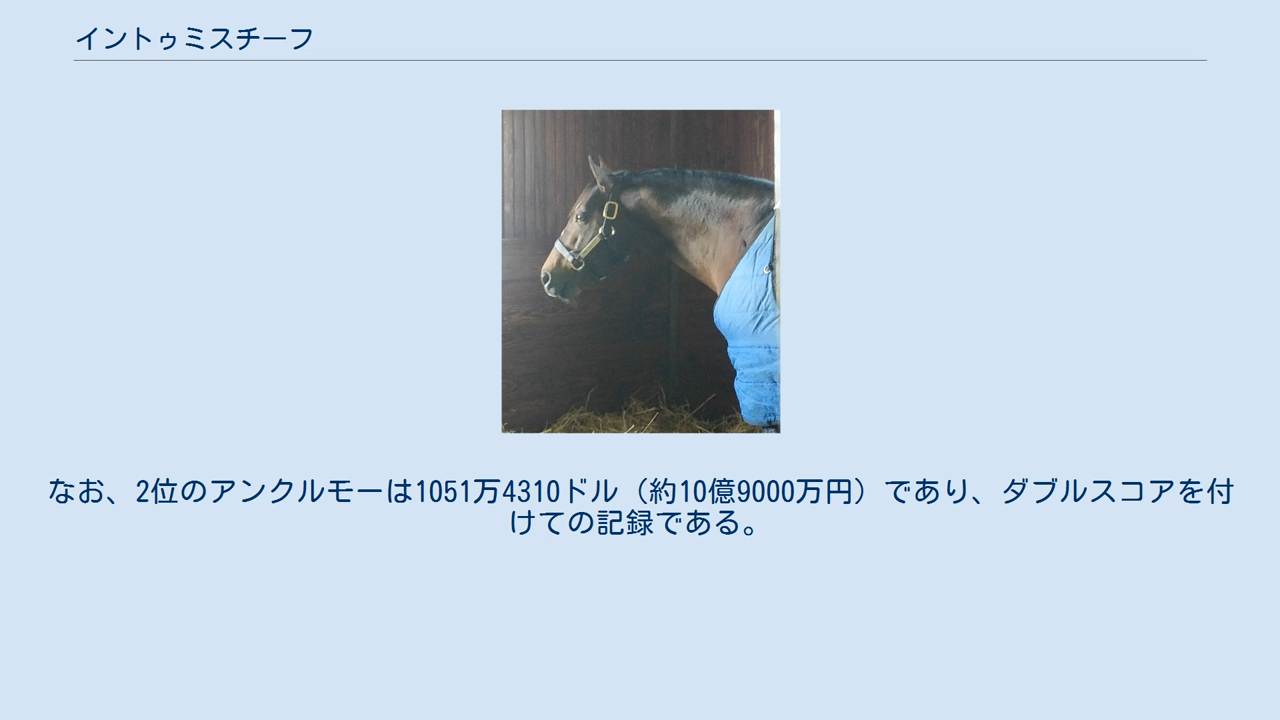 イントゥミスチーフ
なお、2位のアンクルモーは1051万4310ドル（約10億9000万円）であり、ダブルスコアを付
けての記録である。